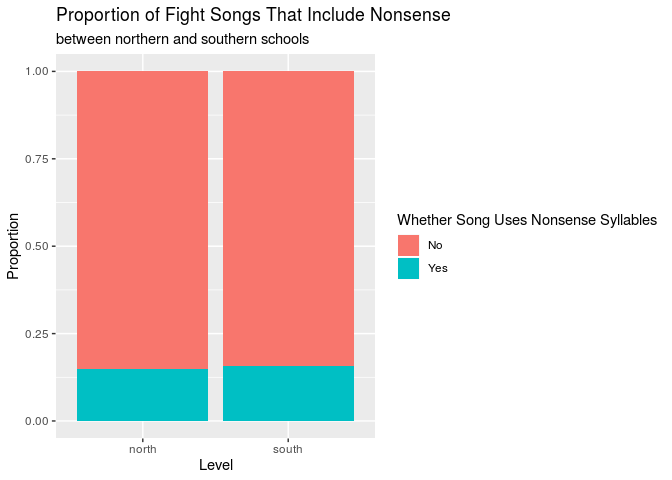 Proportion of Fight Songs That Include Nonsense
between northern and southern schools
1.00
0.75
0.50
0.25
0.00
Proportion
north
south
Level
Whether Song Uses Nonsense Syllables
No
Yes